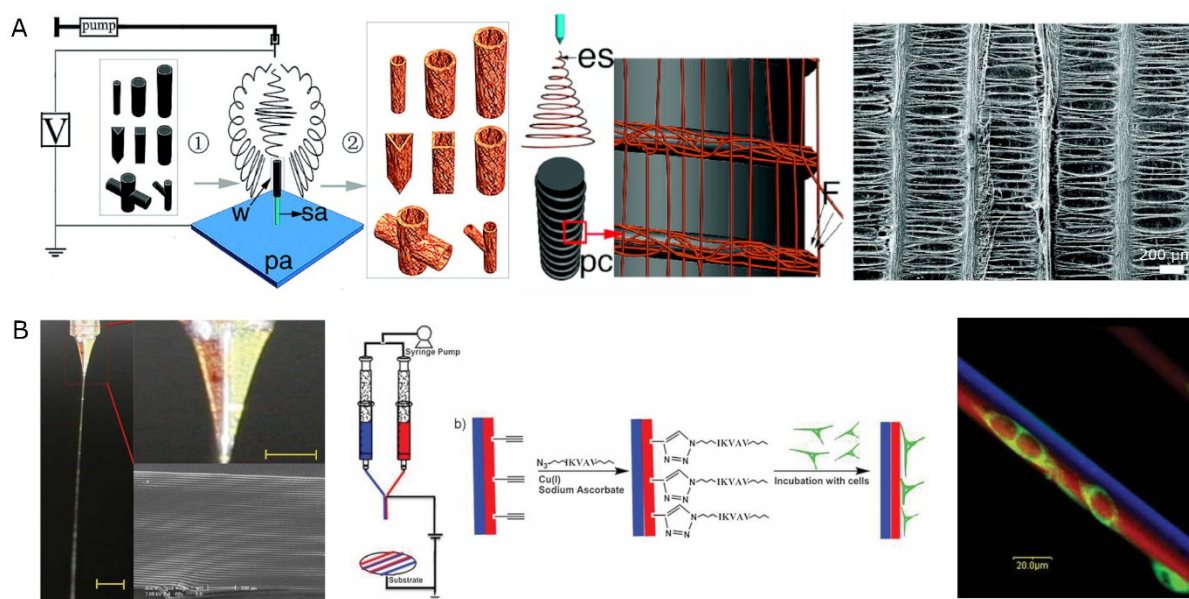 A
pump
V
①
②
w
sa
pa
es
pc
F
200 µm
B
Syringe Pump
Substrate
b)
N₃~~IKVAV~~
Cu(I)
Sodium Ascorbate
N
N=N
IKVAV
N
N=N
IKVAV
N
N=N
IKVAV
Incubation with cells
20.0µm